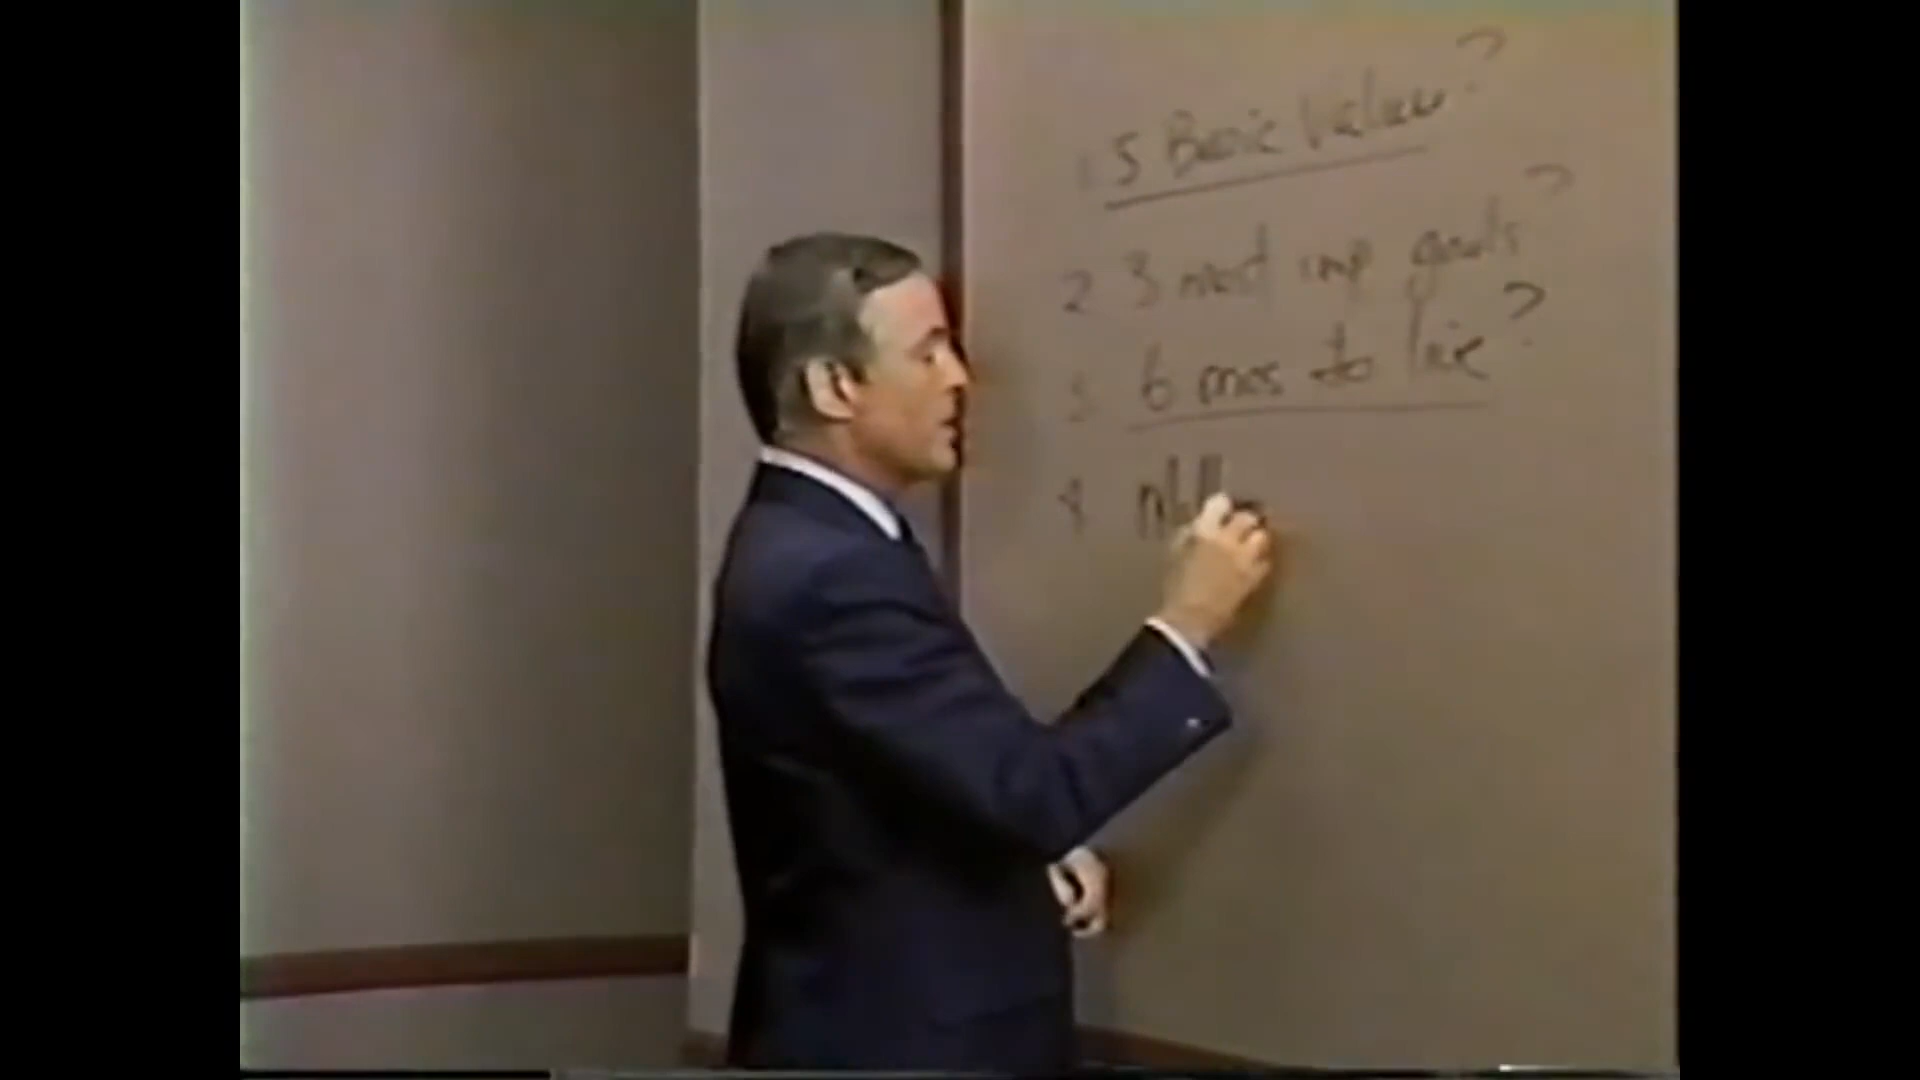 1. 5 Basic Values?
2. 3 most imp goals?
3. 6 mos to live?
4.